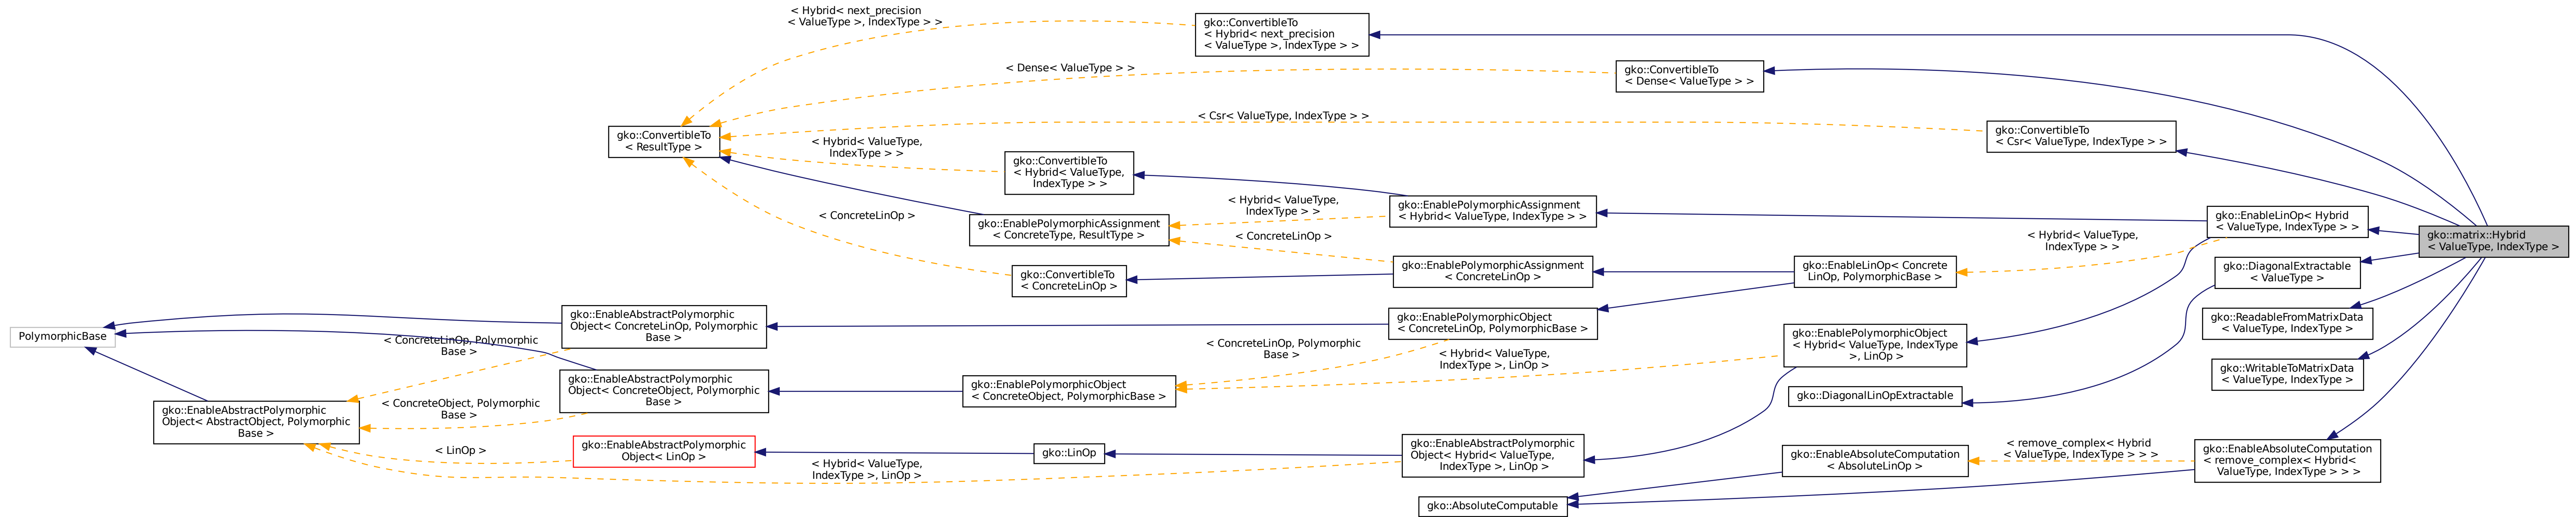 < Hybrid< next_precision
< ValueType >, IndexType > >
gko::ConvertibleTo
< Hybrid< next_precision
< ValueType >, IndexType > >
< Dense< ValueType > >
gko::ConvertibleTo
< Dense< ValueType > >
< Csr< ValueType, IndexType > >
gko::ConvertibleTo
< Csr< ValueType, IndexType > >
gko::ConvertibleTo
< ResultType >
< Hybrid< ValueType,
IndexType > >
gko::ConvertibleTo
< Hybrid< ValueType,
IndexType > >
< ConcreteLinOp >
gko::EnablePolymorphicAssignment
< ConcreteType, ResultType >
< Hybrid< ValueType,
IndexType > >
< ConcreteLinOp >
gko::EnablePolymorphicAssignment
< Hybrid< ValueType, IndexType > >
gko::EnableLinOp< Hybrid
< ValueType, IndexType > >
gko::matrix::Hybrid
< ValueType, IndexType >
gko::ConvertibleTo
< ConcreteLinOp >
gko::EnablePolymorphicAssignment
< ConcreteLinOp >
gko::EnableLinOp< Concrete
LinOp, PolymorphicBase >
< Hybrid< ValueType,
IndexType > >
gko::DiagonalExtractable
< ValueType >
PolymorphicBase
gko::EnableAbstractPolymorphic
Object< ConcreteLinOp, Polymorphic
Base >
gko::EnablePolymorphicObject
< ConcreteLinOp, PolymorphicBase >
gko::ReadableFromMatrixData
< ValueType, IndexType >
< ConcreteLinOp, Polymorphic
Base >
< ConcreteLinOp, Polymorphic
Base >
< Hybrid< ValueType,
IndexType >, LinOp >
gko::EnablePolymorphicObject
< Hybrid< ValueType, IndexType
>, LinOp >
gko::WritableToMatrixData
< ValueType, IndexType >
gko::EnableAbstractPolymorphic
Object< ConcreteObject, Polymorphic
Base >
gko::EnablePolymorphicObject
< ConcreteObject, PolymorphicBase >
gko::DiagonalLinOpExtractable
gko::EnableAbstractPolymorphic
Object< AbstractObject, Polymorphic
Base >
< ConcreteObject, Polymorphic
Base >
< LinOp >
gko::EnableAbstractPolymorphic
Object< LinOp >
gko::LinOp
gko::EnableAbstractPolymorphic
Object< Hybrid< ValueType,
IndexType >, LinOp >
< Hybrid< ValueType,
IndexType >, LinOp >
gko::EnableAbsoluteComputation
< AbsoluteLinOp >
< remove_complex< Hybrid
< ValueType, IndexType > > >
gko::EnableAbsoluteComputation
< remove_complex< Hybrid<
ValueType, IndexType > > >
gko::AbsoluteComputable